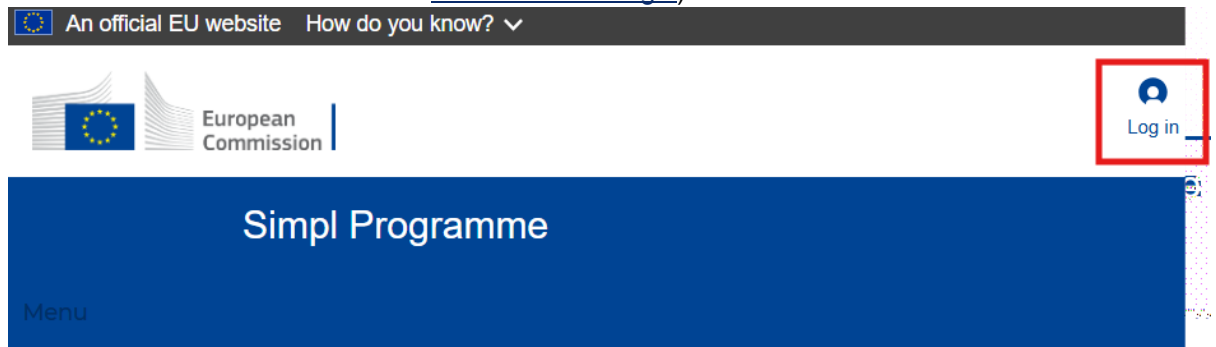 An official EU website How do you know?
European
Commission
Log in
Simpl Programme
Menu